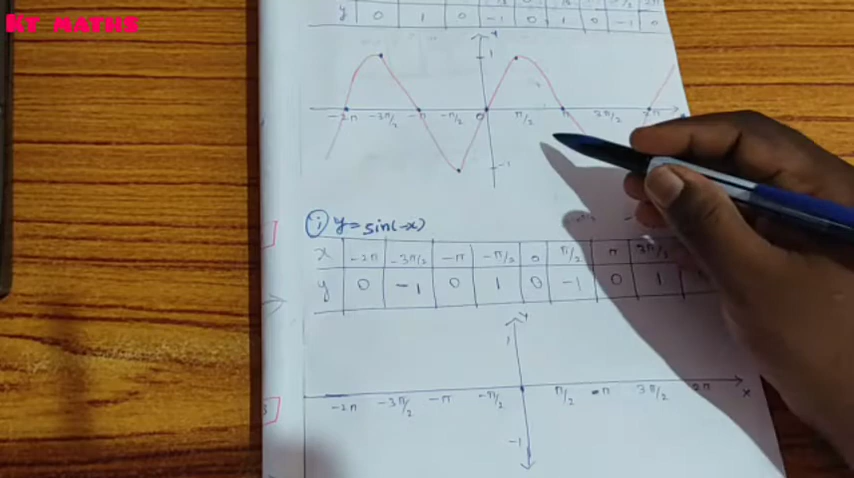 KT MATHS
y 0 1 0 -1 0 1 0 -1 0
y
1
-2π -3π/2 -π -π/2 0 π/2 π 3π/2 2π
-1
(i) y = sin(-x)
x -2π -3π/2 -π -π/2 0 π/2 π 3π/2
y 0 -1 0 1 0 -1 0 1
y
1
-2π -3π/2 -π -π/2 π/2 π 3π/2 2π
x
-1